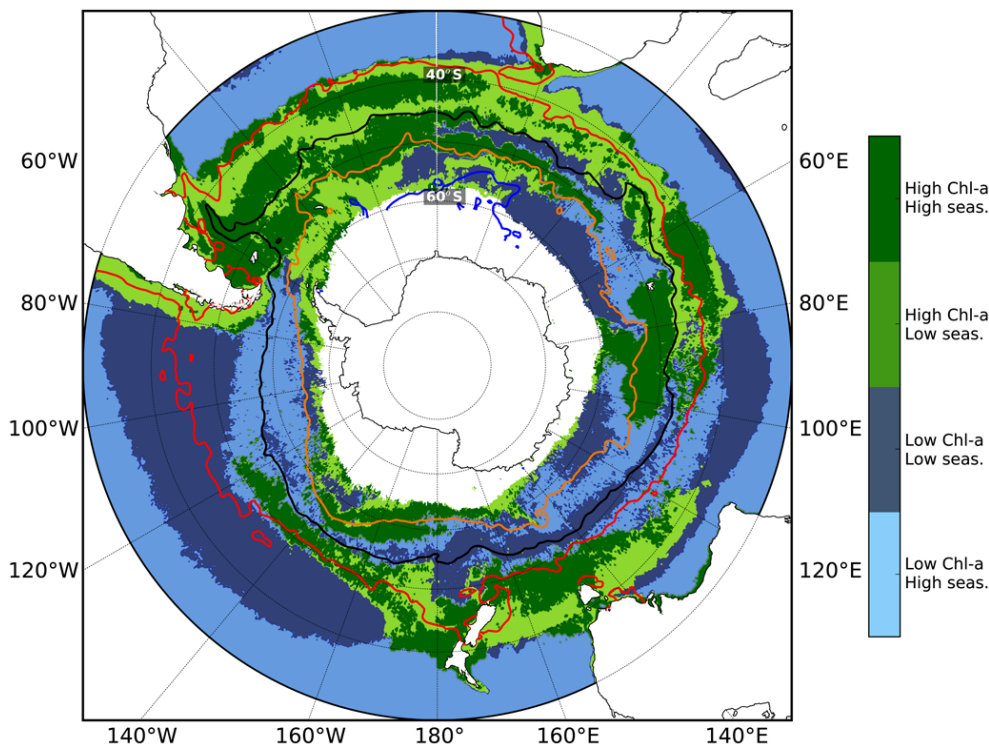 40°S
60°S
60°W
80°W
100°W
120°W
60°E
80°E
100°E
120°E
140°W
160°W
180°
160°E
140°E
High Chl-a
High seas.
High Chl-a
Low seas.
Low Chl-a
Low seas.
Low Chl-a
High seas.